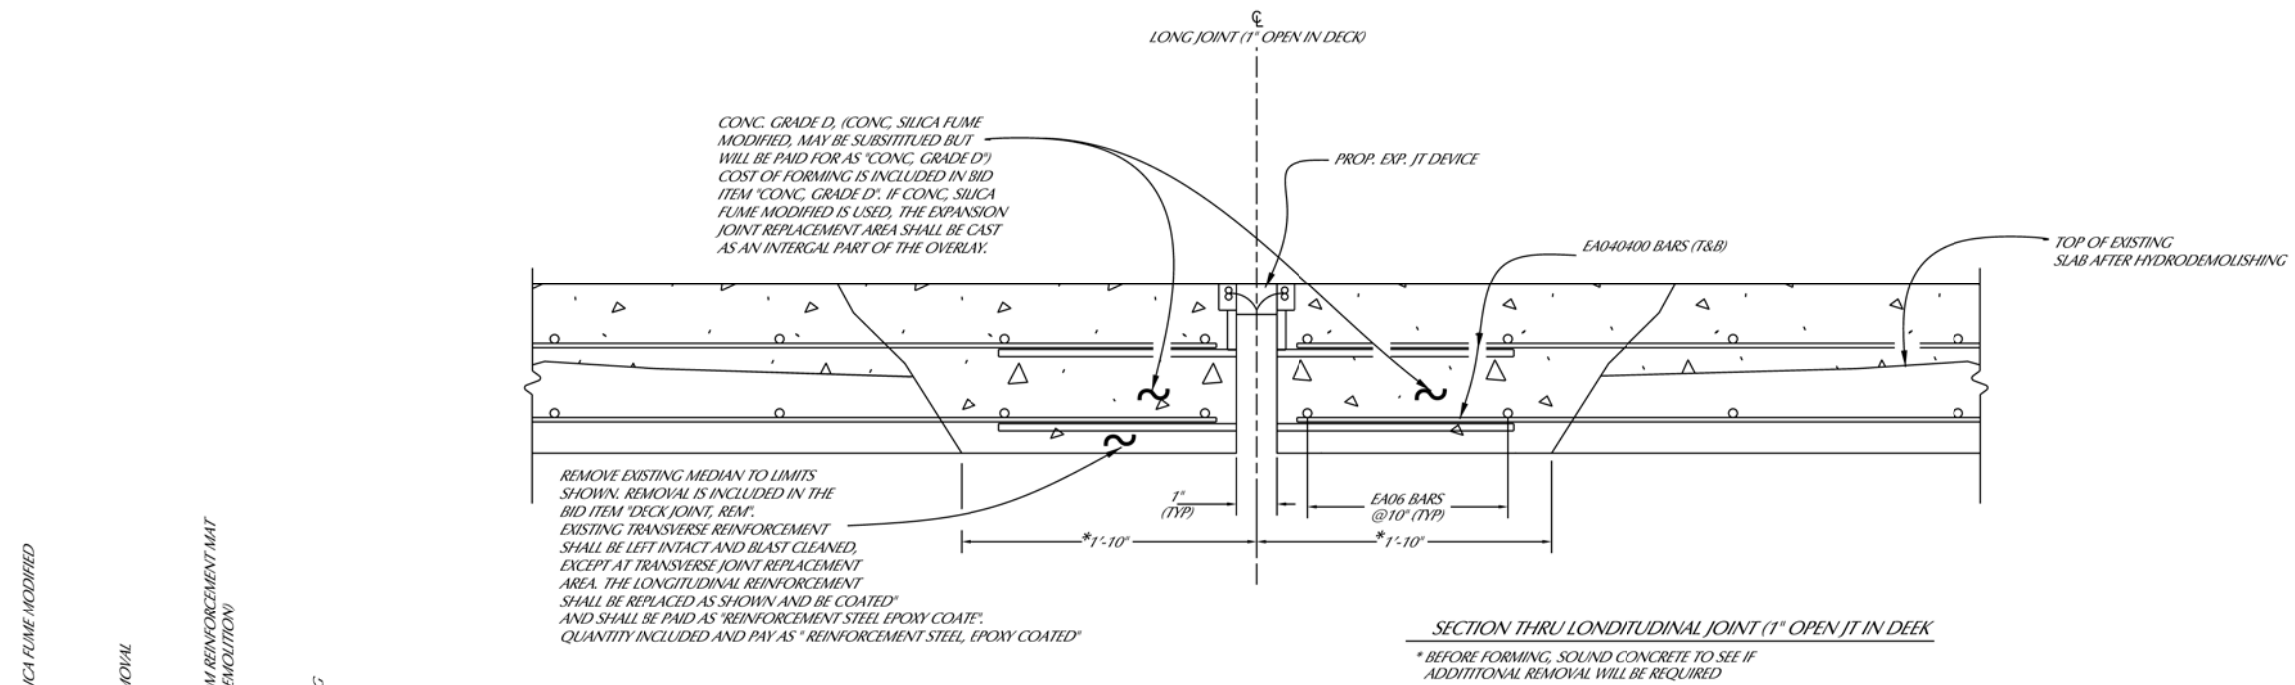 ℄
LONG JOINT (1" OPEN IN DECK)
CONC. GRADE D, (CONC, SILICA FUME
MODIFIED, MAY BE SUBSITITUED BUT
WILL BE PAID FOR AS "CONC, GRADE D")
COST OF FORMING IS INCLUDED IN BID
ITEM "CONC, GRADE D". IF CONC, SILICA
FUME MODIFIED IS USED, THE EXPANSION
JOINT REPLACEMENT AREA SHALL BE CAST
AS AN INTERGAL PART OF THE OVERLAY.
PROP. EXP. JT DEVICE
EA040400 BARS (T&B)
TOP OF EXISTING
SLAB AFTER HYDRODEMOLISHING
REMOVE EXISTING MEDIAN TO LIMITS
SHOWN. REMOVAL IS INCLUDED IN THE
BID ITEM "DECK JOINT, REM".
EXISTING TRANSVERSE REINFORCEMENT
SHALL BE LEFT INTACT AND BLAST CLEANED,
EXCEPT AT TRANSVERSE JOINT REPLACEMENT
AREA. THE LONGITUDINAL REINFORCEMENT
SHALL BE REPLACED AS SHOWN AND BE COATED"
AND SHALL BE PAID AS "REINFORCEMENT STEEL EPOXY COATE".
QUANTITY INCLUDED AND PAY AS " REINFORCEMENT STEEL, EPOXY COATED"
1"
(TYP)
EA06 BARS
@10" (TYP)
*1'-10"
*1'-10"
SECTION THRU LONDITUDINAL JOINT (1" OPEN JT IN DEEK
* BEFORE FORMING, SOUND CONCRETE TO SEE IF
ADDITITONAL REMOVAL WILL BE REQUIRED
ICA FUME MODIFIED
MOVAL
M REINFORCEMENT MAT
EMOLITION)
G